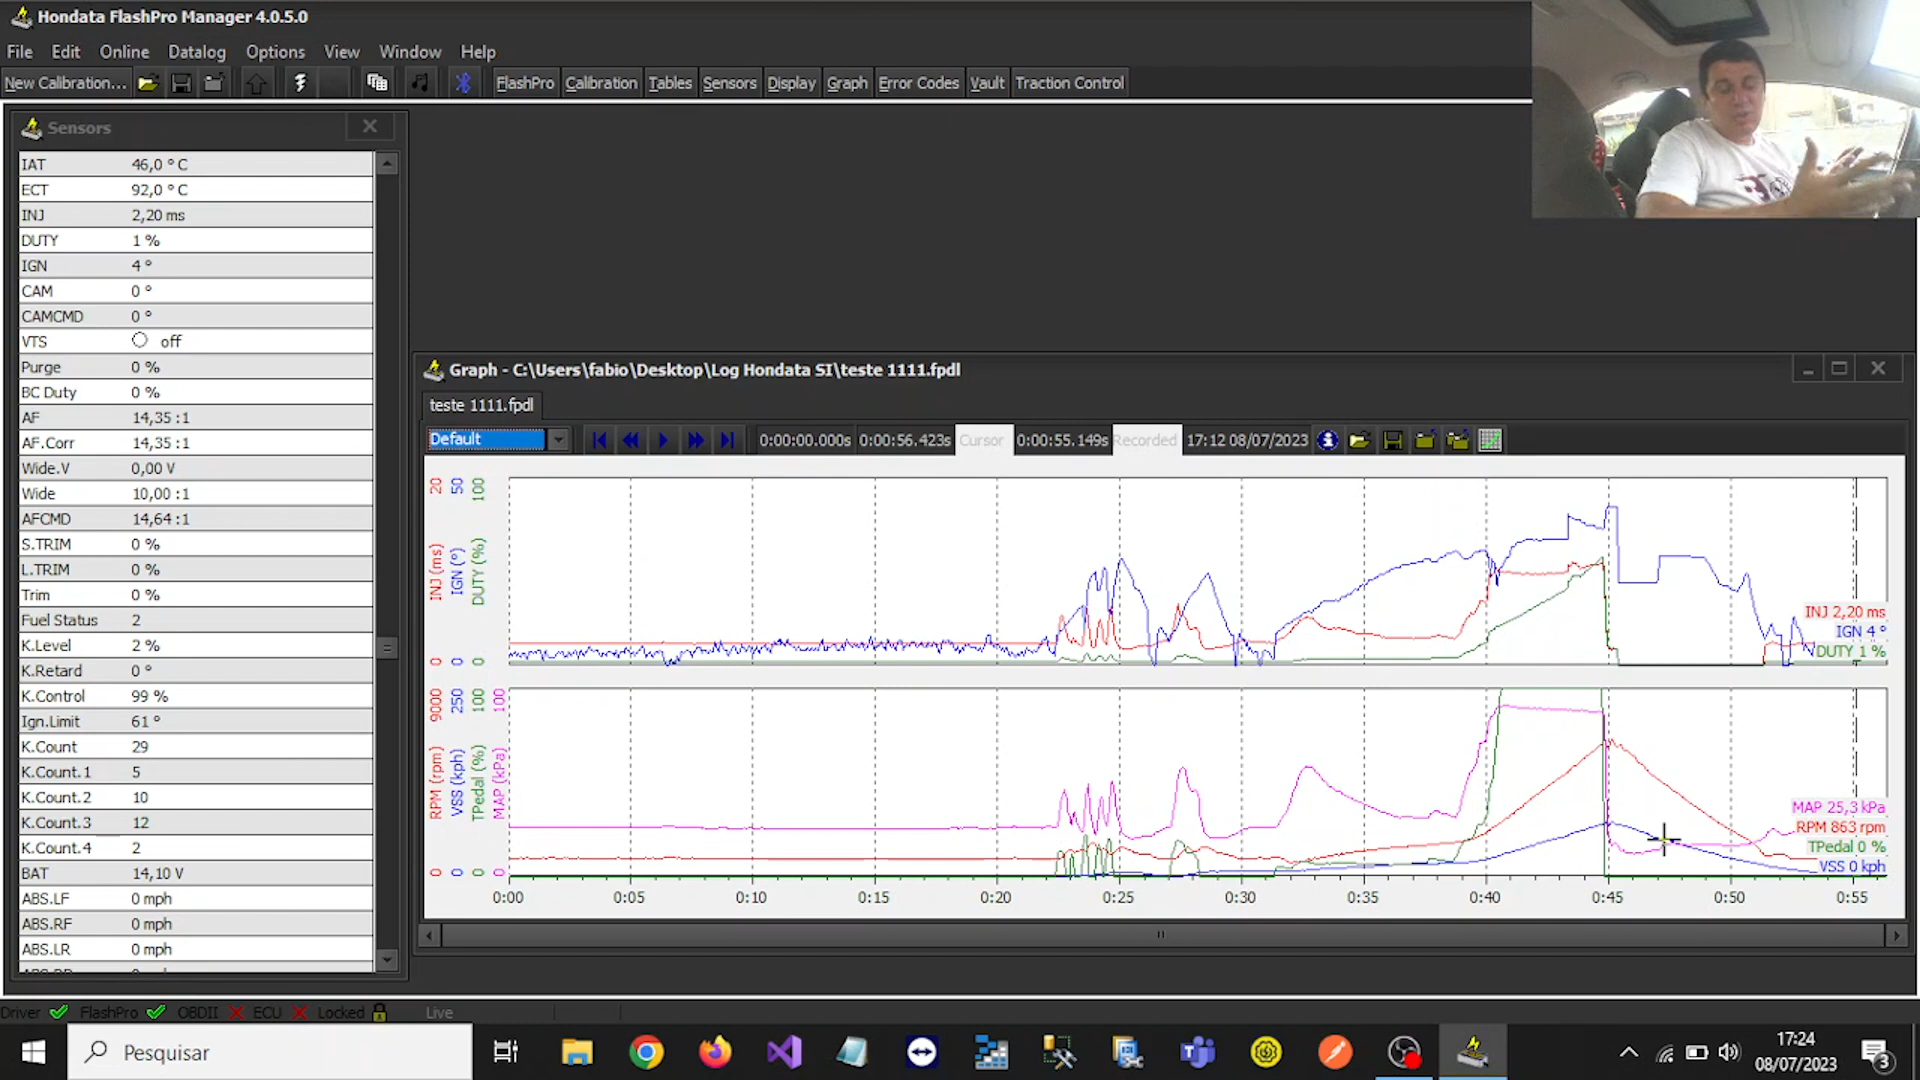 Hondata FlashPro Manager 4.0.5.0
File Edit Online Datalog Options View Window Help
New Calibration... FlashPro Calibration Tables Sensors Display Graph Error Codes Vault Traction Control
Sensors
IAT 46,0 ° C
ECT 92,0 ° C
INJ 2,20 ms
DUTY 1 %
IGN 4 °
CAM 0 °
CAMCMD 0 °
VTS off
Purge 0 %
BC Duty 0 %
AF 14,35 :1
AF.Corr 14,35 :1
Wide.V 0,00 V
Wide 10,00 :1
AFCMD 14,64 :1
S.TRIM 0 %
L.TRIM 0 %
Trim 0 %
Fuel Status 2
K.Level 2 %
K.Retard 0 °
K.Control 99 %
Ign.Limit 61 °
K.Count 29
K.Count.1 5
K.Count.2 10
K.Count.3 12
K.Count.4 2
BAT 14,10 V
ABS.LF 0 mph
ABS.RF 0 mph
ABS.LR 0 mph
Graph - C:\Users\fabio\Desktop\Log Hondata SI\teste 1111.fpdl
teste 1111.fpdl
Default 0:00:00.000s 0:00:56.423s Cursor 0:00:55.149s Recorded 17:12 08/07/2023
20 50 100
INJ (ms) IGN (°) DUTY (%)
0 0 0
INJ 2,20 ms
IGN 4 °
DUTY 1 %
9000 250 100 100
RPM (rpm) VSS (kph) TPedal (%) MAP (kPa)
0 0 0 0
MAP 25,3 kPa
RPM 863 rpm
TPedal 0 %
VSS 0 kph
0:00 0:05 0:10 0:15 0:20 0:25 0:30 0:35 0:40 0:45 0:50 0:55
Driver FlashPro OBDII ECU Locked Live
Pesquisar
17:24
08/07/2023
3